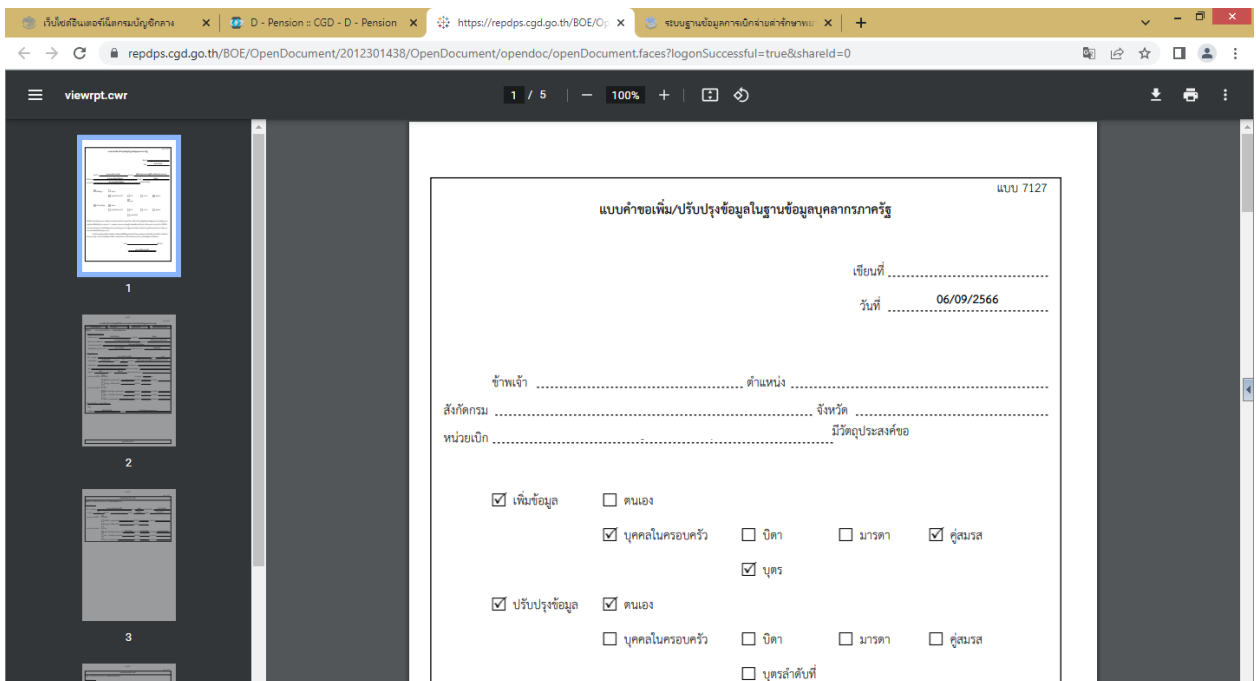 เว็บไซต์อินเทอร์เน็ตกรมบัญชีกลาง
D - Pension :: CGD - D - Pension
https://repdps.cgd.go.th/BOE/Op
ระบบฐานข้อมูลการเบิกจ่ายค่ารักษาพย
repdps.cgd.go.th/BOE/OpenDocument/2012301438/OpenDocument/opendoc/openDocument.faces?logonSuccessful=true&shareId=0
viewrpt.cwr
1 / 5
100%
1
2
3
แบบ 7127
แบบคำขอเพิ่ม/ปรับปรุงข้อมูลในฐานข้อมูลบุคลากรภาครัฐ
เขียนที่
วันที่ 06/09/2566
ข้าพเจ้า ตำแหน่ง
สังกัดกรม จังหวัด
หน่วยเบิก มีวัตถุประสงค์ขอ
เพิ่มข้อมูล ตนเอง
บุคคลในครอบครัว บิดา มารดา คู่สมรส
บุตร
ปรับปรุงข้อมูล ตนเอง
บุคคลในครอบครัว บิดา มารดา คู่สมรส
บุตรลำดับที่